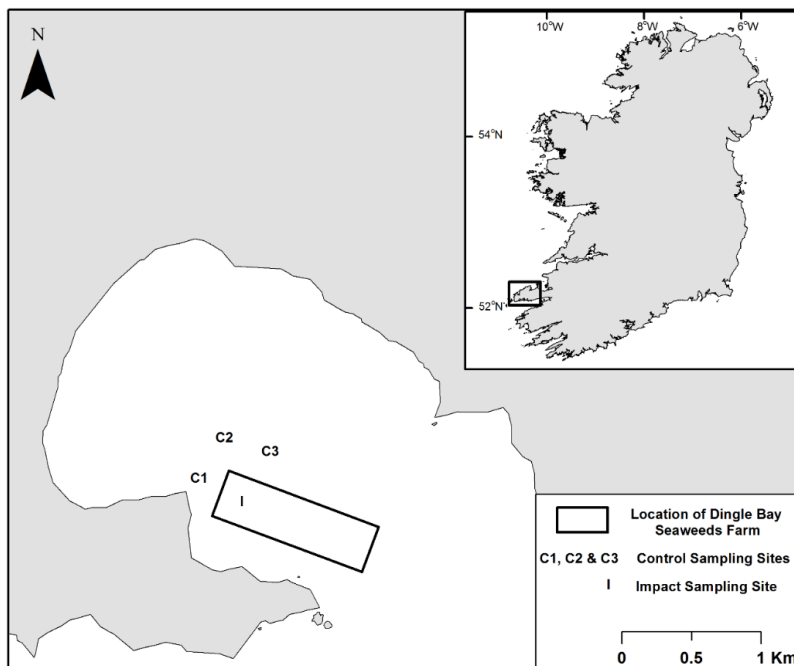 N
10°W 8°W 6°W
54°N
52°N
C2
C3
C1
I
Location of Dingle Bay
Seaweeds Farm
C1, C2 & C3 Control Sampling Sites
I Impact Sampling Site
0 0.5 1 Km